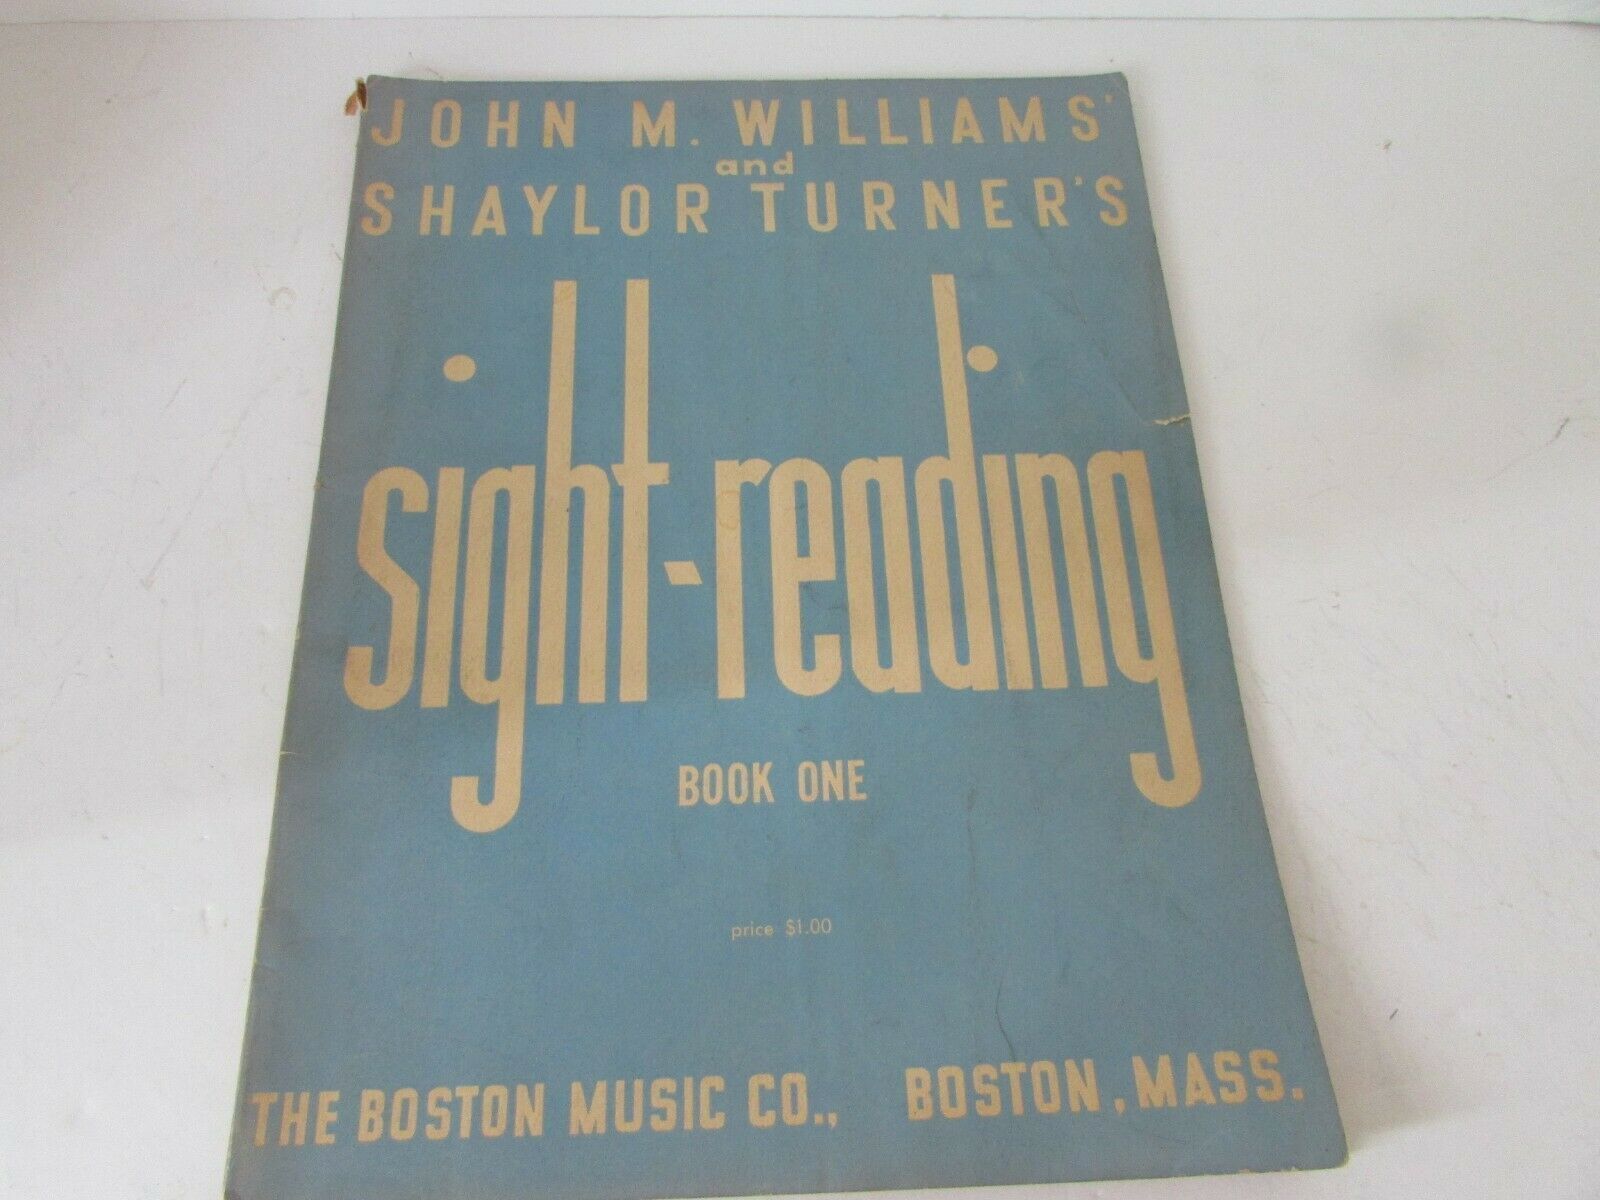 JOHN M. WILLIAMS'
and
SHAYLOR TURNER'S
sight-reading
BOOK ONE
price $1.00
THE BOSTON MUSIC CO., BOSTON, MASS.